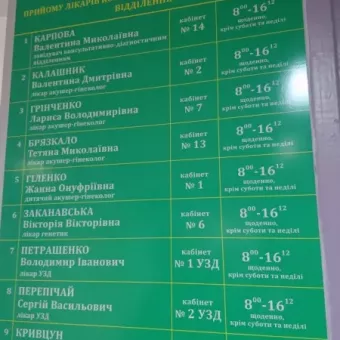 ПРИЙОМУ ЛІКАРІВ
ВІДДІЛЕННЯ
1 КАРПОВА
Валентина Миколаївна
завідувач консультативно-діагностичним
відділення
кабінет
№ 14
8⁰⁰-16¹²
щоденно,
крім суботи та неділі
2 КАЛАШНИК
Валентина Дмитрівна
лікар акушер-гінеколог
кабінет
№ 2
8⁰⁰-16¹²
щоденно,
крім суботи та неділі
3 ГРІНЧЕНКО
Лариса Володимирівна
лікар акушер-гінеколог
кабінет
№ 7
8⁰⁰-16¹²
щоденно,
крім суботи та неділі
4 БРЯЗКАЛО
Тетяна Миколаївна
лікар акушер-гінеколог
кабінет
№ 13
8⁰⁰-16¹²
щоденно,
крім суботи та неділі
5 ГІЛЕНКО
Жанна Онуфріївна
дитячий акушер-гінеколог
кабінет
№ 1
8⁰⁰-16¹²
щоденно,
крім суботи та неділі
6 ЗАКАНАВСЬКА
Вікторія Вікторівна
лікар генетик
кабінет
№ 6
8⁰⁰-16¹²
щоденно,
крім суботи та неділі
7 ПЕТРАШЕНКО
Володимир Іванович
лікар УЗД
кабінет
№ 1 УЗД
8⁰⁰-16¹²
щоденно,
крім суботи та неділі
8 ПЕРЕПІЧАЙ
Сергій Васильович
лікар УЗД
кабінет
№ 2 УЗД
8⁰⁰-16¹²
щоденно,
крім суботи та неділі
9 КРИВЦУН